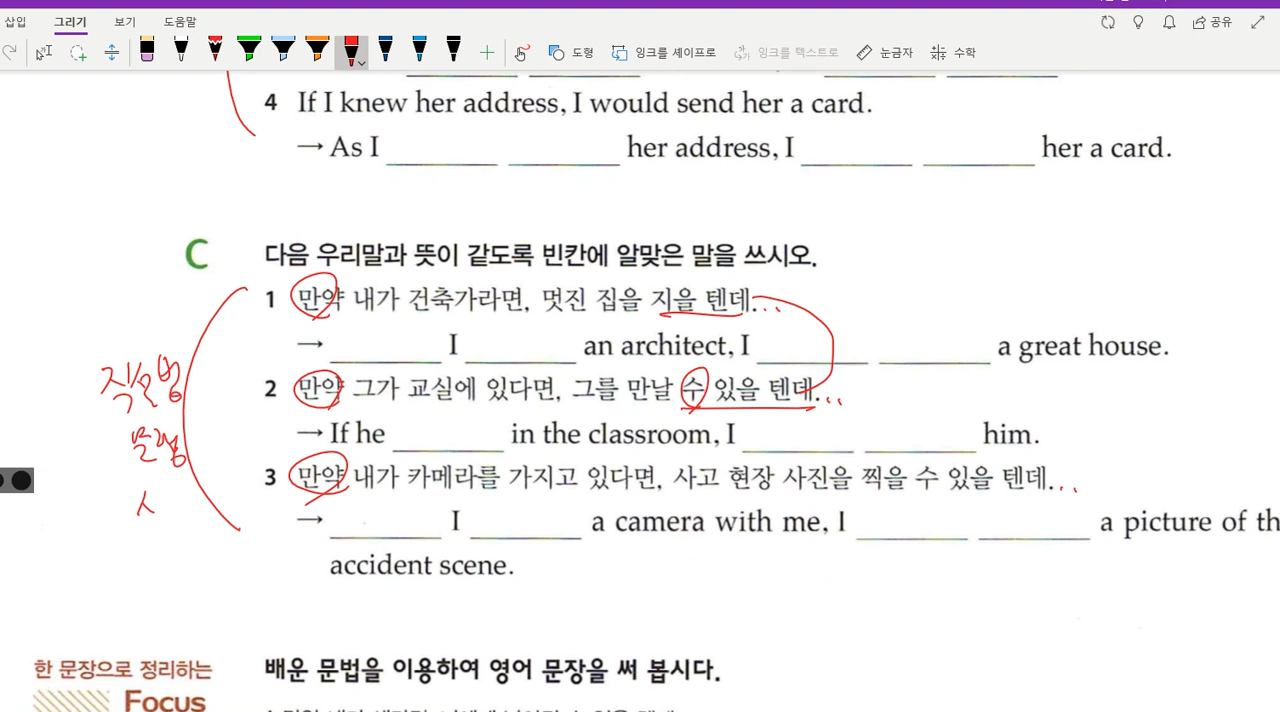 삽입 그리기 보기 도움말 공유
도형 잉크를 셰이프로 잉크를 텍스트로 눈금자 수학
4 If I knew her address, I would send her a card.
→ As I ________ ________ her address, I ________ ________ her a card.
C 다음 우리말과 뜻이 같도록 빈칸에 알맞은 말을 쓰시오.
1 만약 내가 건축가라면, 멋진 집을 지을 텐데...
→ ________ I ________ an architect, I ________ ________ a great house.
직설법
2 만약 그가 교실에 있다면, 그를 만날 수 있을 텐데...
→ If he ________ in the classroom, I ________ ________ him.
3 만약 내가 카메라를 가지고 있다면, 사고 현장 사진을 찍을 수 있을 텐데...
→ ________ I ________ a camera with me, I ________ ________ a picture of th
accident scene.
한 문장으로 정리하는 배운 문법을 이용하여 영어 문장을 써 봅시다.
Focus